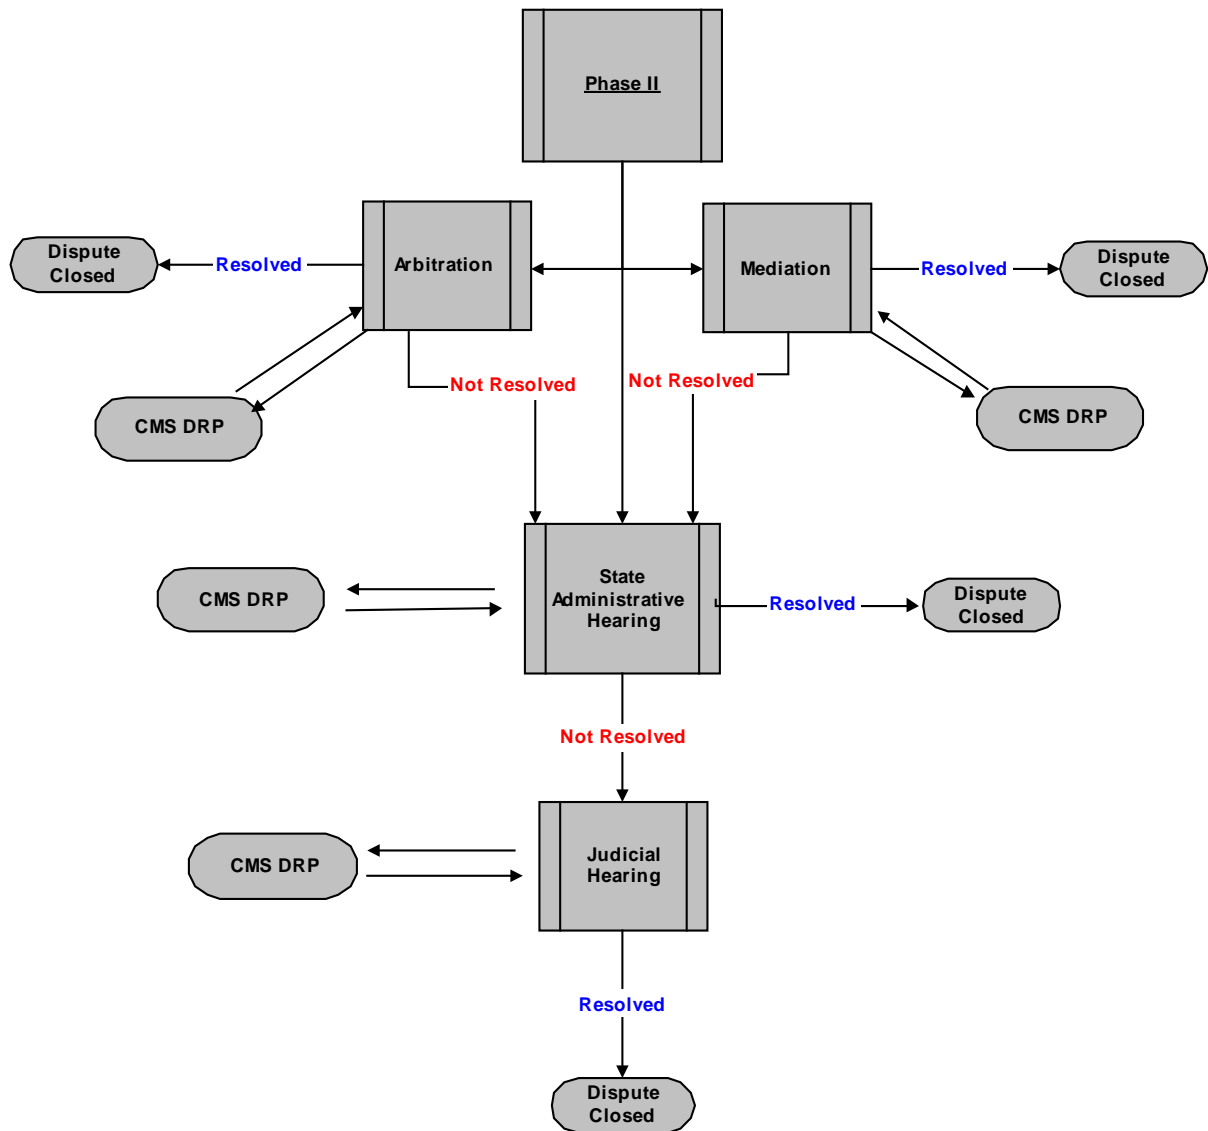 Phase II
Dispute
Closed
Resolved
Arbitration
Mediation
Resolved
Dispute
Closed
Not Resolved
Not Resolved
CMS DRP
CMS DRP
CMS DRP
State
Administrative
Hearing
Resolved
Dispute
Closed
Not Resolved
CMS DRP
Judicial
Hearing
Resolved
Dispute
Closed